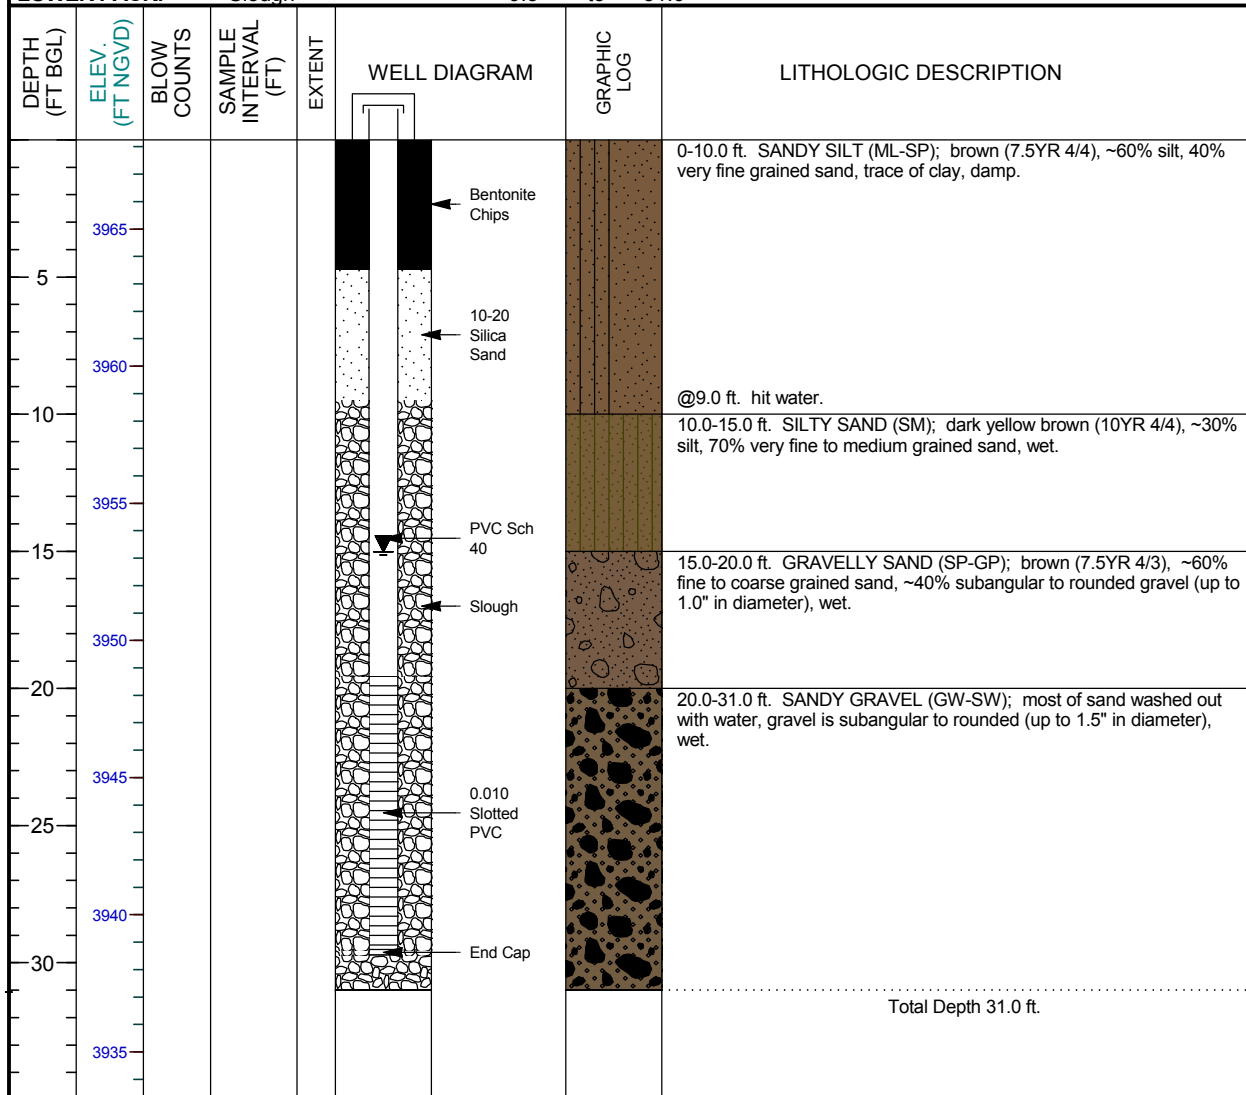 DEPTH
(FT BGL)
ELEV.
(FT NGVD)
BLOW
COUNTS
SAMPLE
INTERVAL
(FT)
EXTENT
WELL DIAGRAM
GRAPHIC
LOG
LITHOLOGIC DESCRIPTION
0-10.0 ft. SANDY SILT (ML-SP); brown (7.5YR 4/4), ~60% silt, 40%
very fine grained sand, trace of clay, damp.
Bentonite
Chips
3965
5
10-20
Silica
Sand
3960
@9.0 ft. hit water.
10
10.0-15.0 ft. SILTY SAND (SM); dark yellow brown (10YR 4/4), ~30%
silt, 70% very fine to medium grained sand, wet.
3955
PVC Sch
40
15
15.0-20.0 ft. GRAVELLY SAND (SP-GP); brown (7.5YR 4/3), ~60%
fine to coarse grained sand, ~40% subangular to rounded gravel (up to
1.0" in diameter), wet.
Slough
3950
20
20.0-31.0 ft. SANDY GRAVEL (GW-SW); most of sand washed out
with water, gravel is subangular to rounded (up to 1.5" in diameter),
wet.
3945
0.010
Slotted
PVC
25
3940
End Cap
30
Total Depth 31.0 ft.
3935